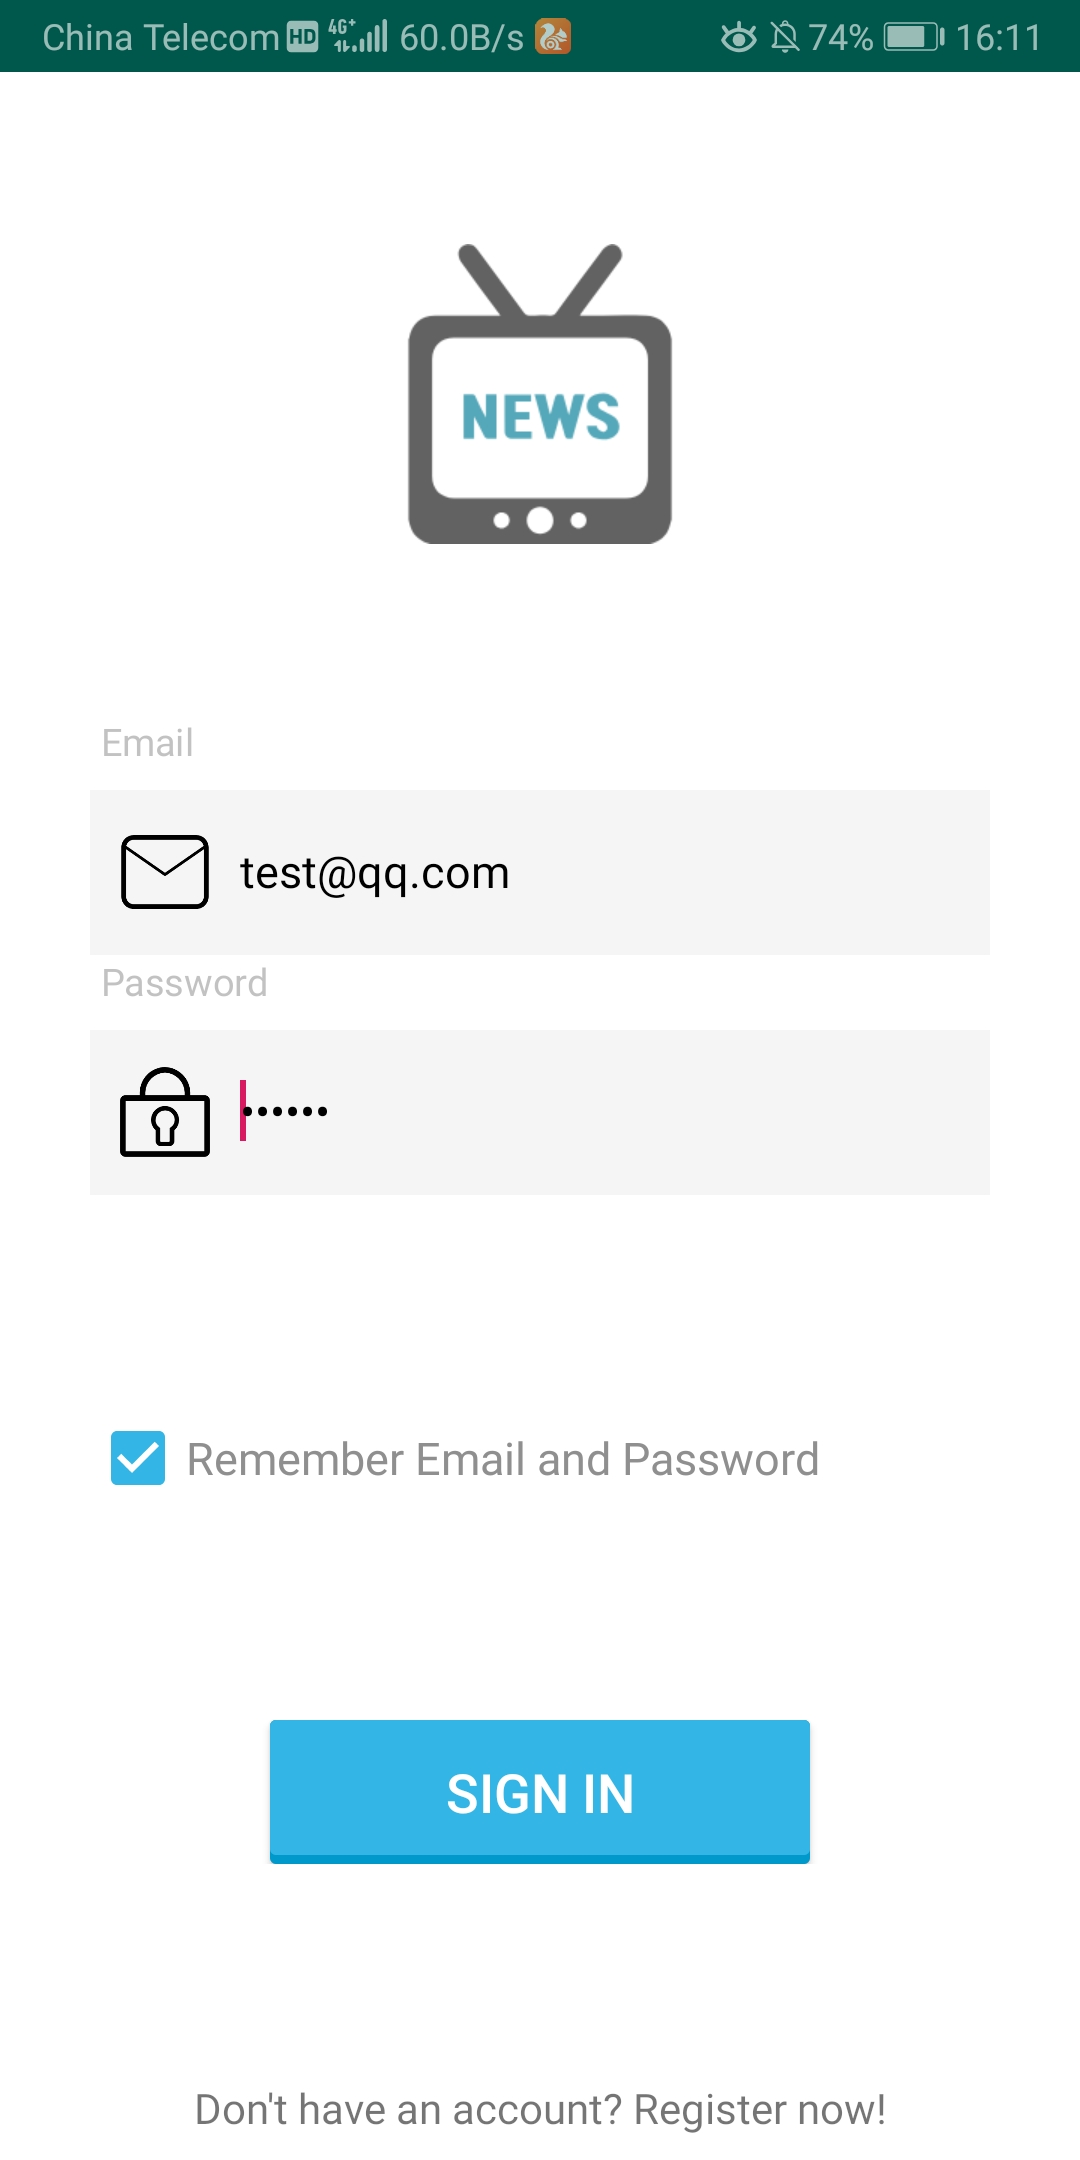 China Telecom HD 4G+ 60.0B/s 74% 16:11
NEWS
Email
test@qq.com
Password
••••••
Remember Email and Password
SIGN IN
Don't have an account? Register now!